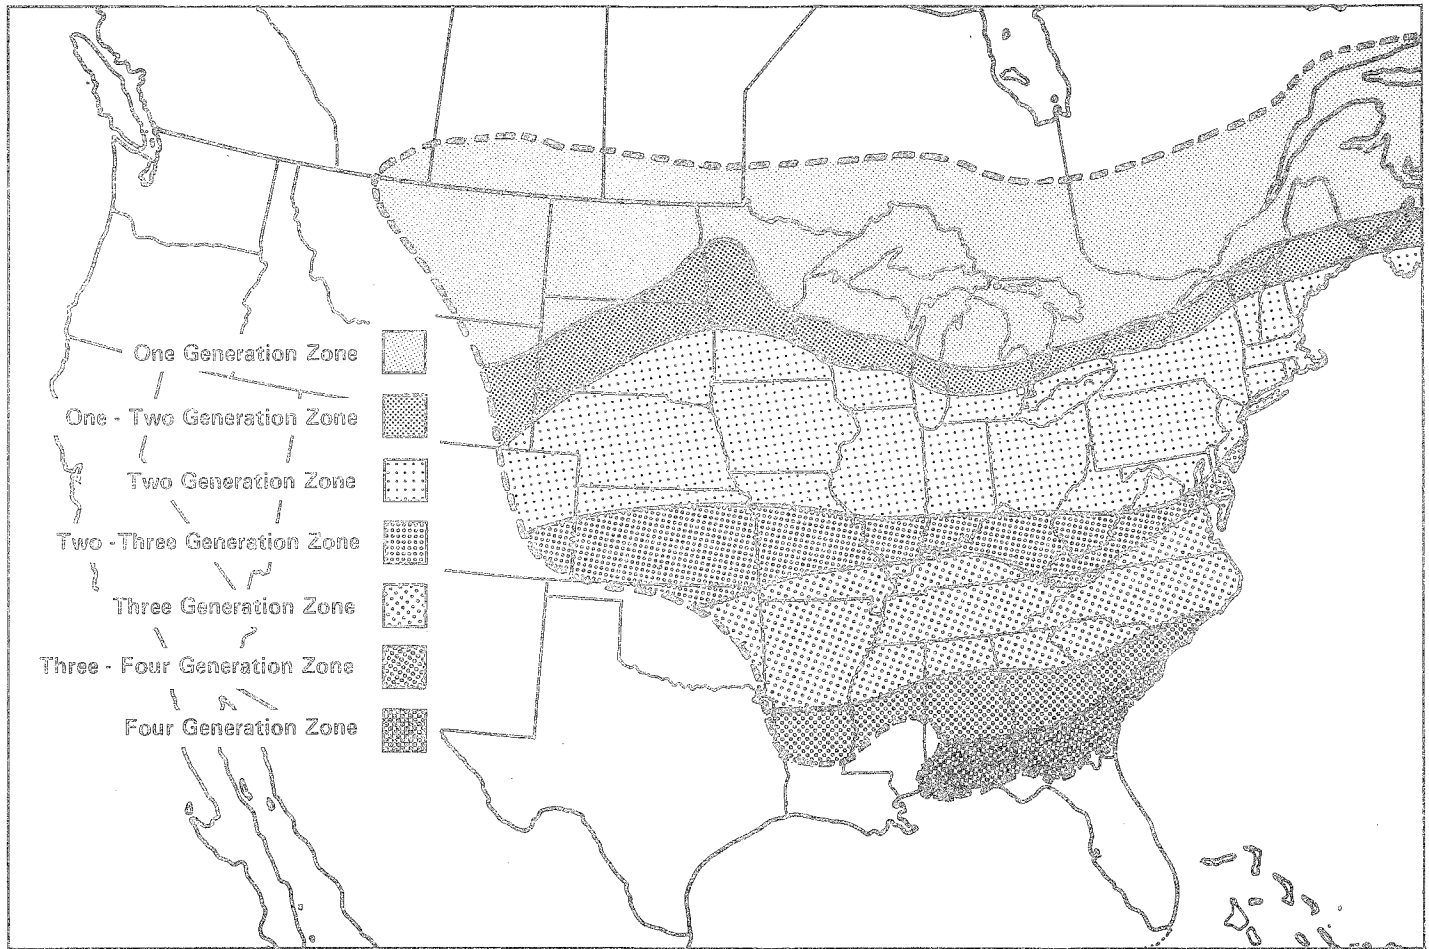 One Generation Zone
One - Two Generation Zone
Two Generation Zone
Two -Three Generation Zone
Three Generation Zone
Three - Four Generation Zone
Four Generation Zone